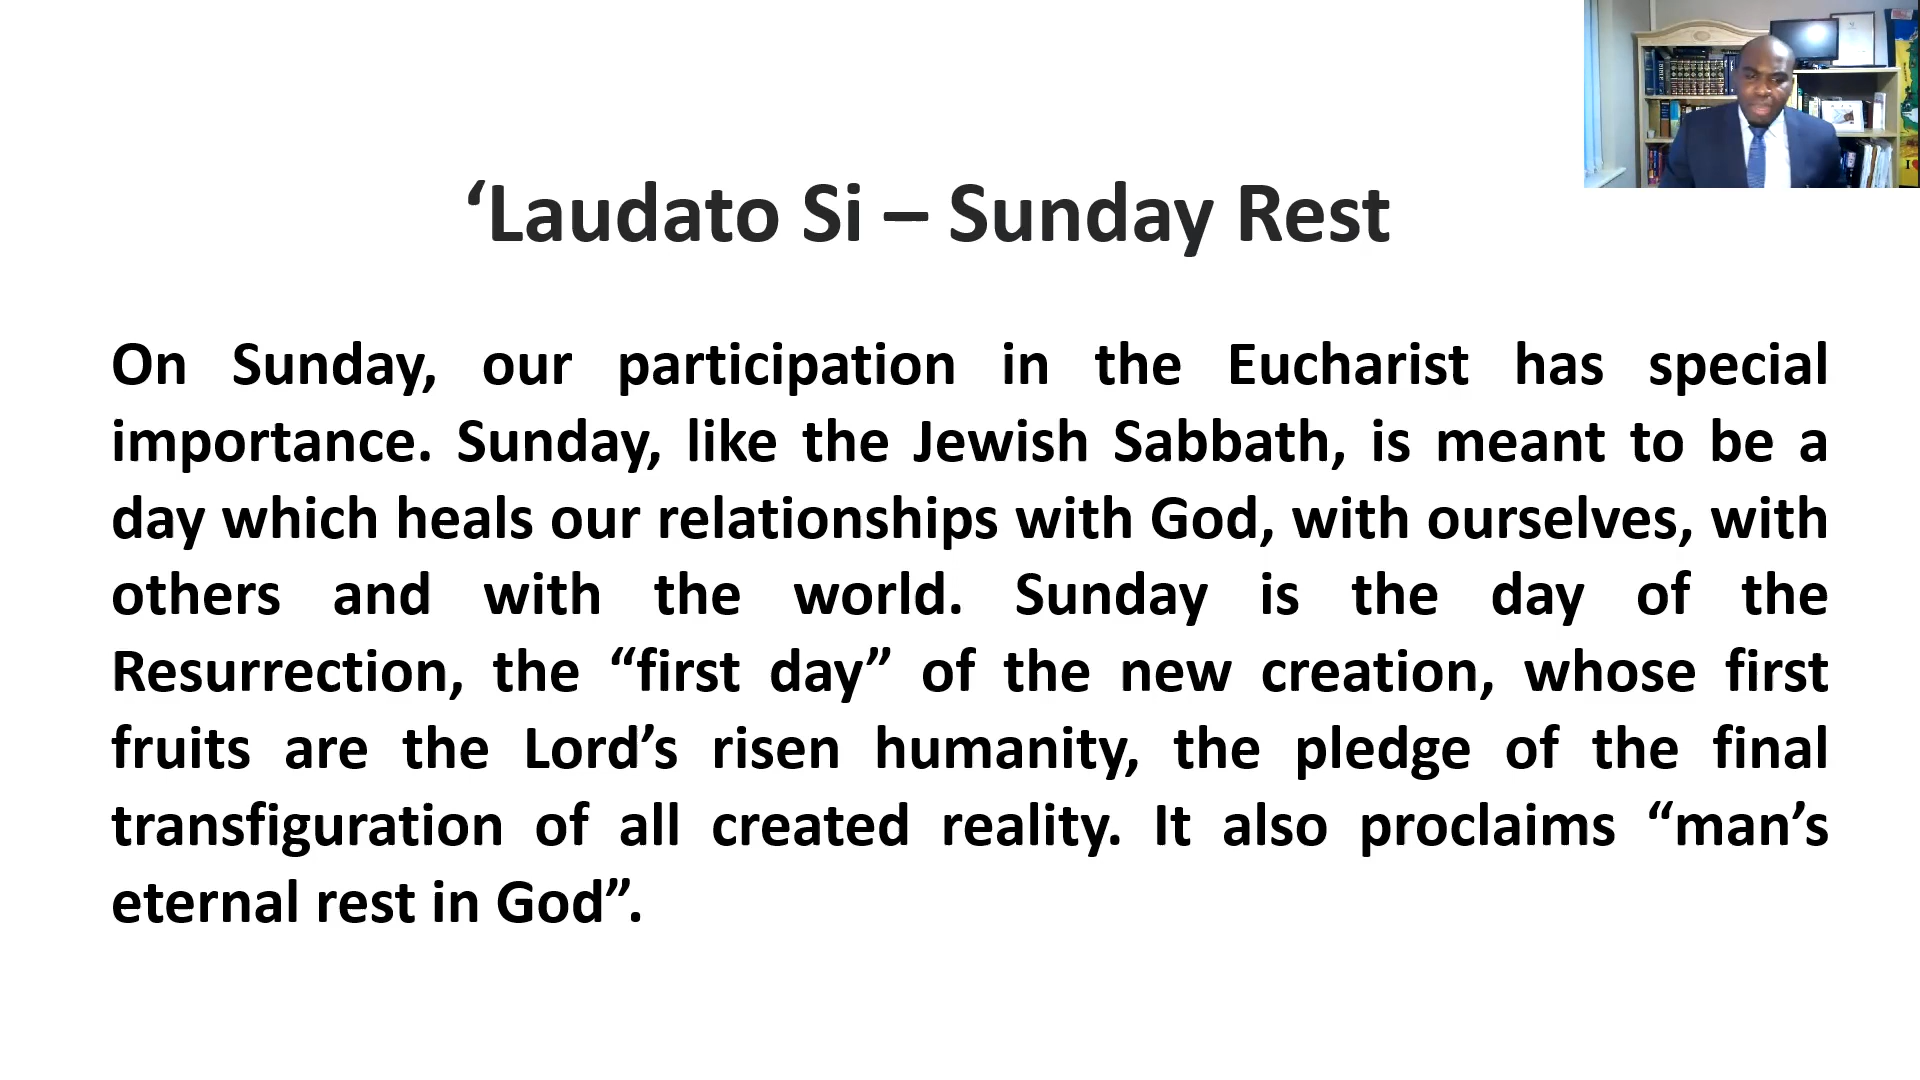 ‘Laudato Si – Sunday Rest
On Sunday, our participation in the Eucharist has special
importance. Sunday, like the Jewish Sabbath, is meant to be a
day which heals our relationships with God, with ourselves, with
others and with the world. Sunday is the day of the
Resurrection, the “first day” of the new creation, whose first
fruits are the Lord’s risen humanity, the pledge of the final
transfiguration of all created reality. It also proclaims “man’s
eternal rest in God”.